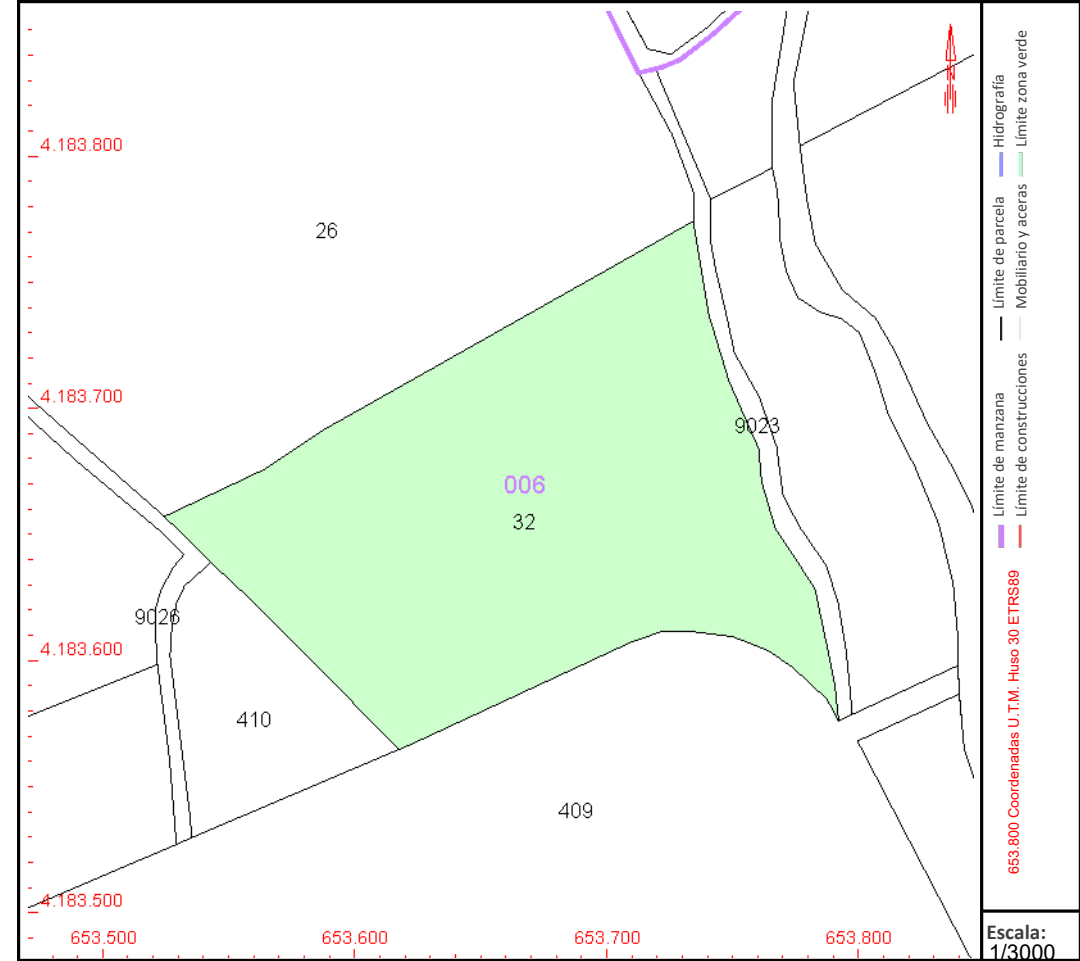 4.183.800
26
4.183.700
9023
006
32
9026
4.183.600
410
409
4.183.500
653.500
653.600
653.700
653.800
Límite de manzana
Límite de parcela
Hidrografía
Límite de construcciones
Mobiliario y aceras
Límite zona verde
653.800 Coordenadas U.T.M. Huso 30 ETRS89
Escala:
1/3000